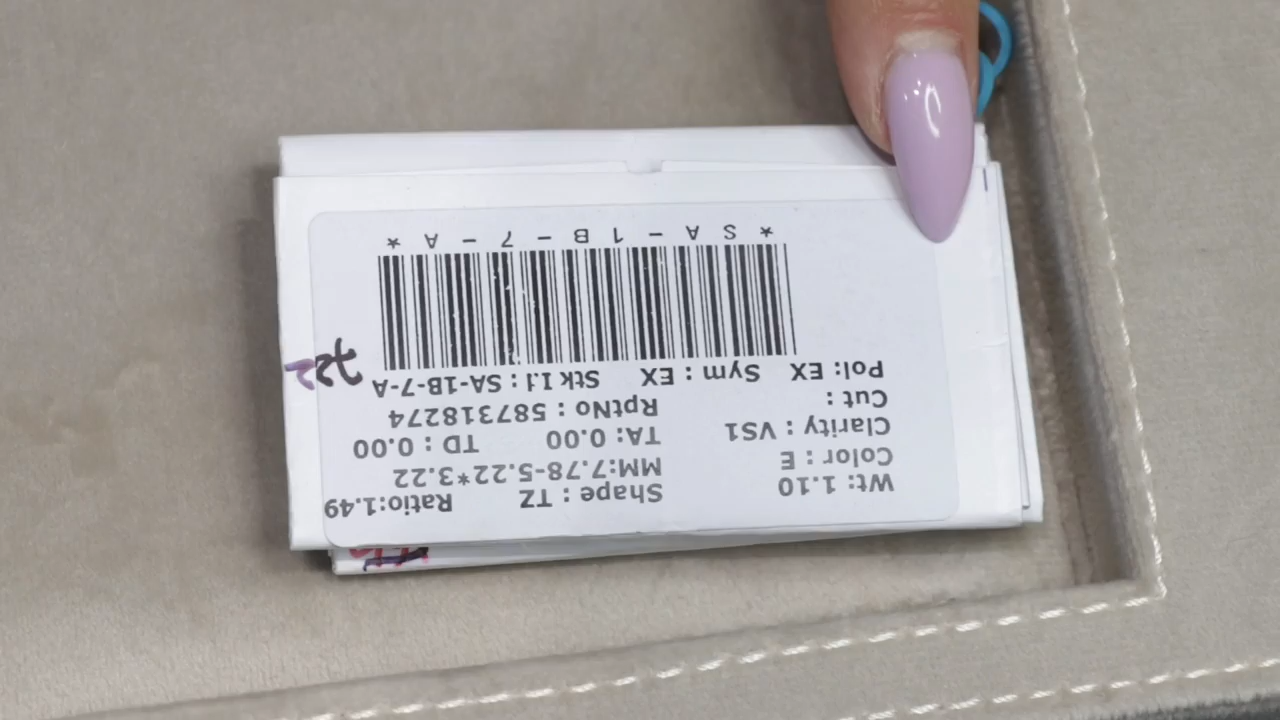 Wt: 1.10 Shape : TZ Ratio:1.49
Color : E MM:7.78-5.22*3.22
Clarity : VS1 TA: 0.00 TD : 0.00
Cut : RptNo : 587318274
Pol: EX Sym : EX Stk I.I : SA-1B-7-A
*SA-1B-7-A*